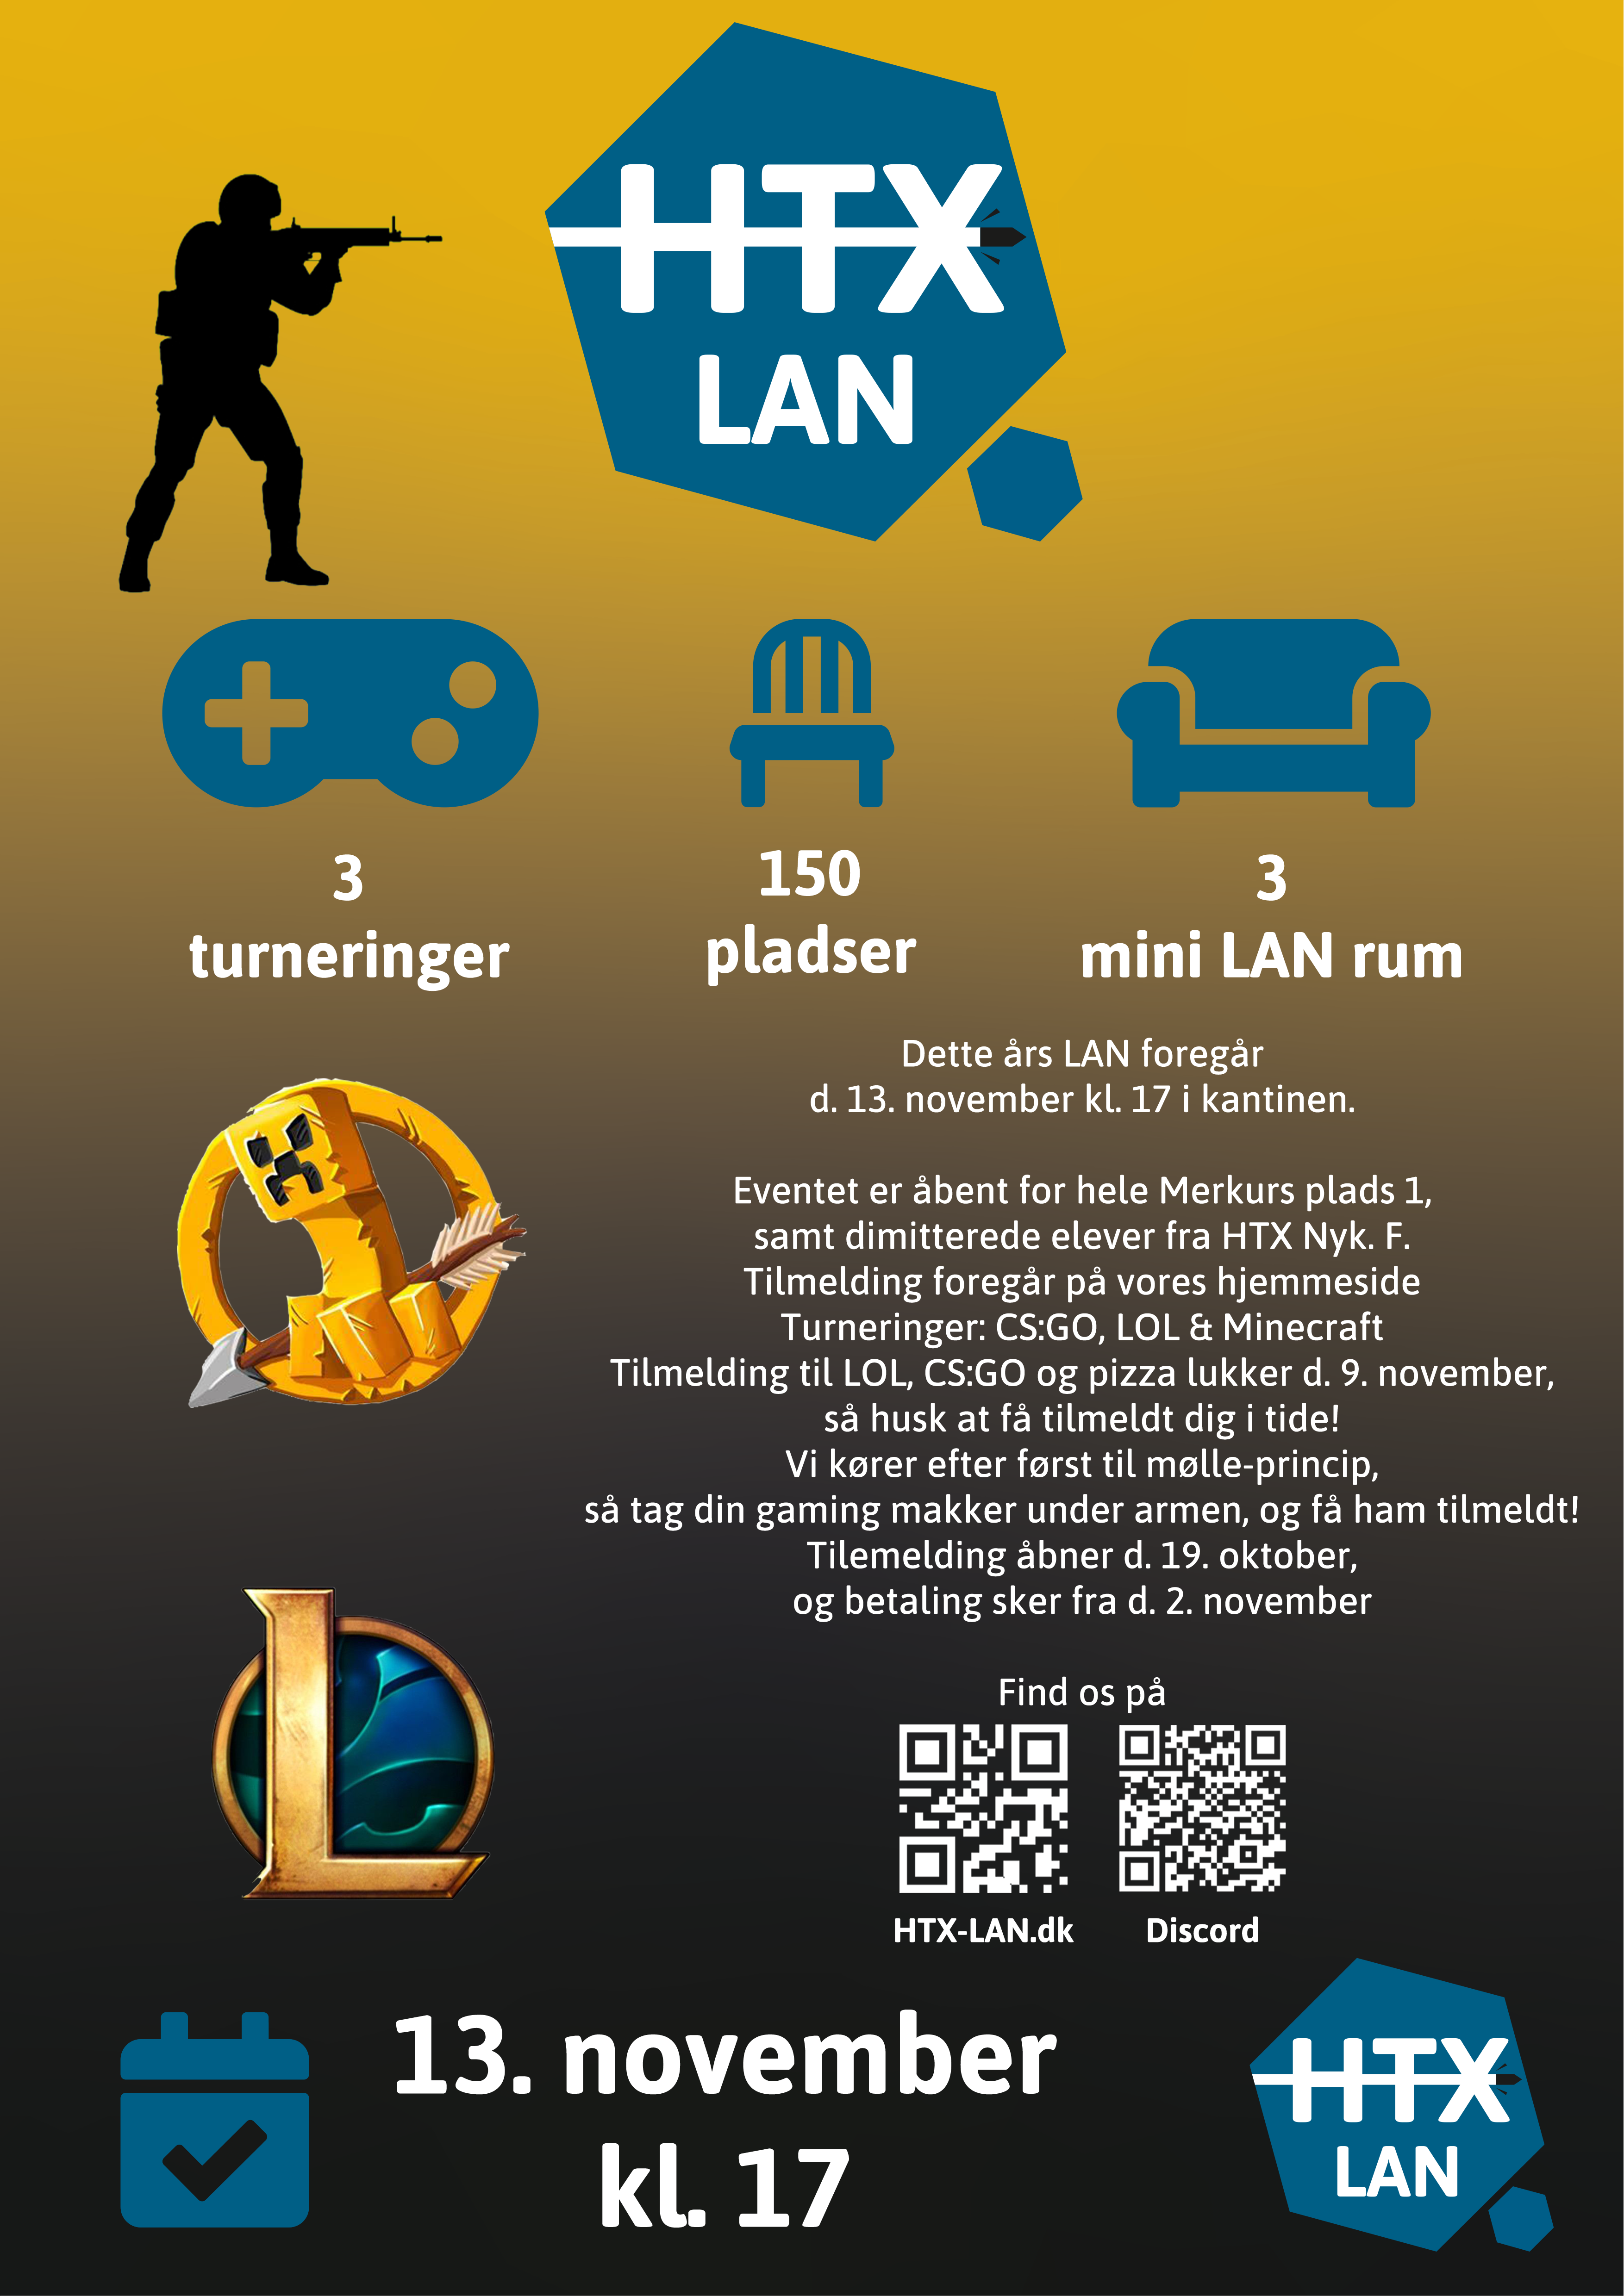 HTX
LAN
3
turneringer
150
pladser
3
mini LAN rum
Dette års LAN foregår
d. 13. november kl. 17 i kantinen.
Eventet er åbent for hele Merkurs plads 1,
samt dimitterede elever fra HTX Nyk. F.
Tilmelding foregår på vores hjemmeside
Turneringer: CS:GO, LOL & Minecraft
Tilmelding til LOL, CS:GO og pizza lukker d. 9. november,
så husk at få tilmeldt dig i tide!
Vi kører efter først til mølle-princip,
så tag din gaming makker under armen, og få ham tilmeldt!
Tilemelding åbner d. 19. oktober,
og betaling sker fra d. 2. november
Find os på
HTX-LAN.dk
Discord
13. november
kl. 17
HTX
LAN